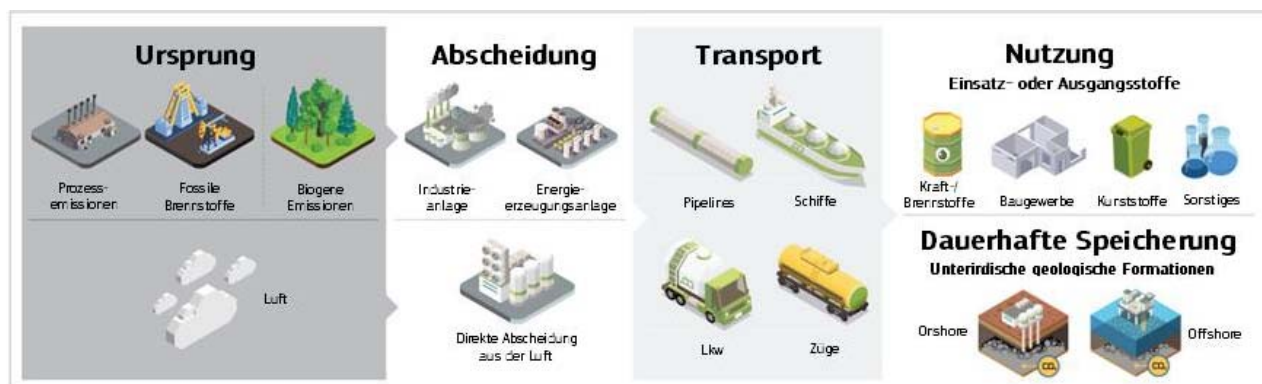 Ursprung
Prozess-
emissionen
Fossile
Brennstoffe
Biogene
Emissionen
Luft
Abscheidung
Industrie-
anlage
Energie-
erzeugungsanlage
Direkte Abscheidung
aus der Luft
Transport
Pipelines
Schiffe
Lkw
Züge
Nutzung
Einsatz- oder Ausgangsstoffe
Kraft-/
Brennstoffe
Baugewerbe
Kunststoffe
Sonstiges
Dauerhafte Speicherung
Unterirdische geologische Formationen
Onshore
CO₂
Offshore
CO₂